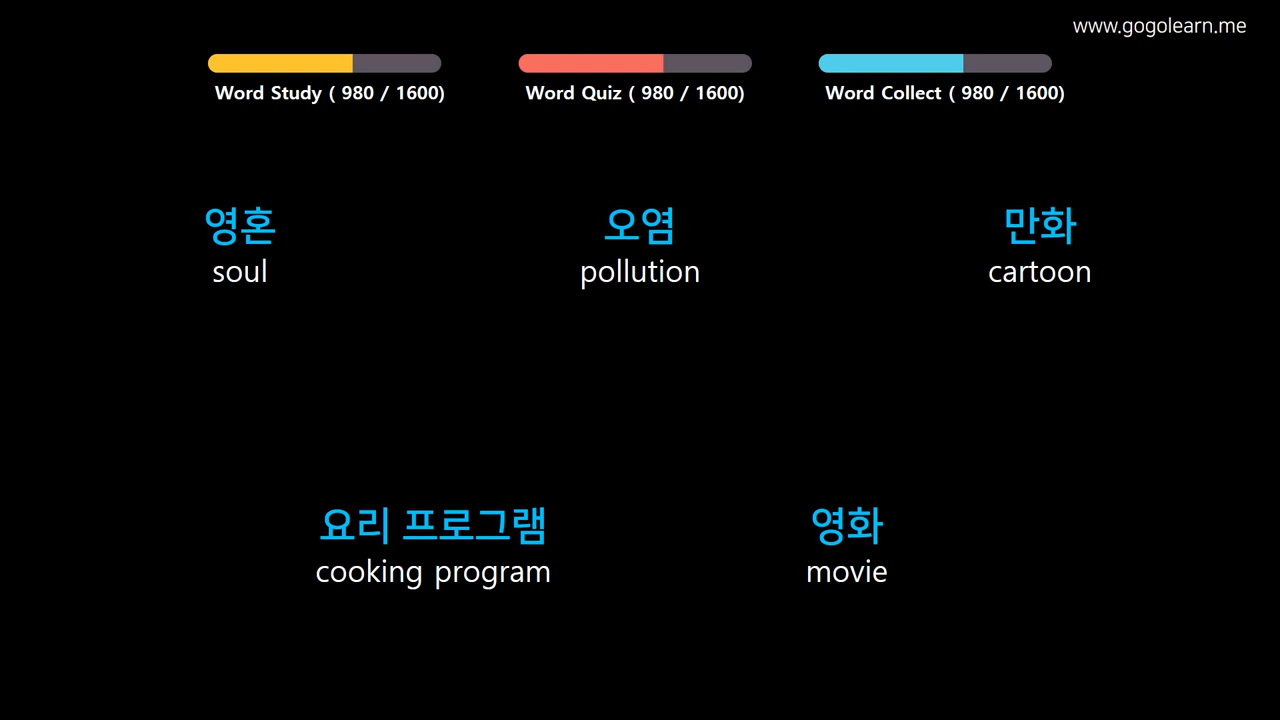 www.gogolearn.me
Word Study ( 980 / 1600)
Word Quiz ( 980 / 1600)
Word Collect ( 980 / 1600)
영혼
soul
오염
pollution
만화
cartoon
요리 프로그램
cooking program
영화
movie